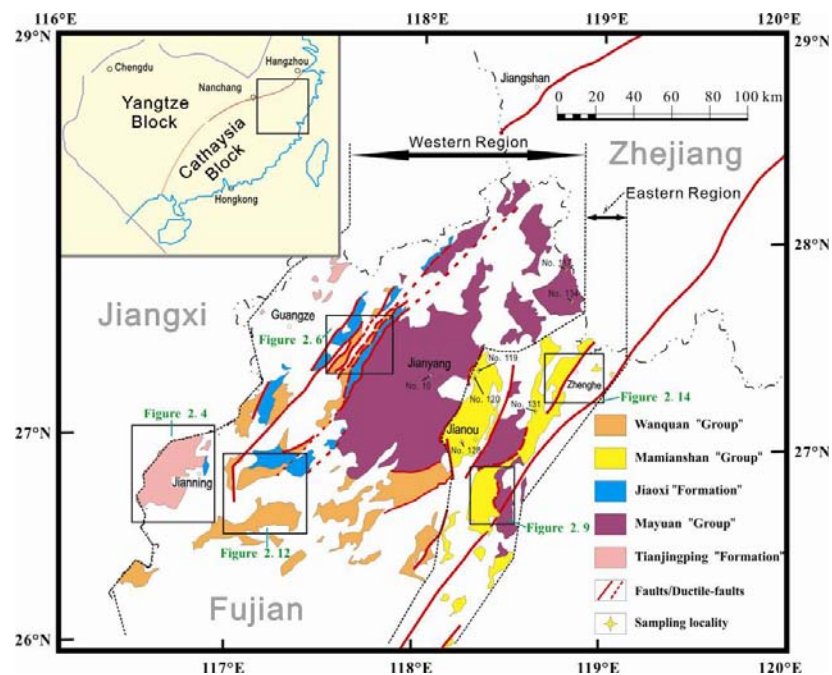 116°E
118°E
119°E
120°E
29°N
29°N
Chengdu
Hangzhou
Nanchang
Yangtze
Block
Cathaysia
Block
Hongkong
Jiangshan
0 20 40 60 80 100 km
Western Region
Zhejiang
Eastern Region
28°N
28°N
No. 134
Jiangxi
Guangze
Figure 2. 6
Jianyang
No. 10
No. 119
No. 120
Zhenghe
No. 131
Figure 2. 14
Figure 2. 4
Jianou
No. 128
27°N
27°N
Jianning
Figure 2. 12
Figure 2. 9
Wanquan "Group"
Mamianshan "Group"
Jiaoxi "Formation"
Mayuan "Group"
Tianjingping "Formation"
Faults/Ductile-faults
Sampling locality
Fujian
26°N
26°N
117°E
118°E
119°E
120°E